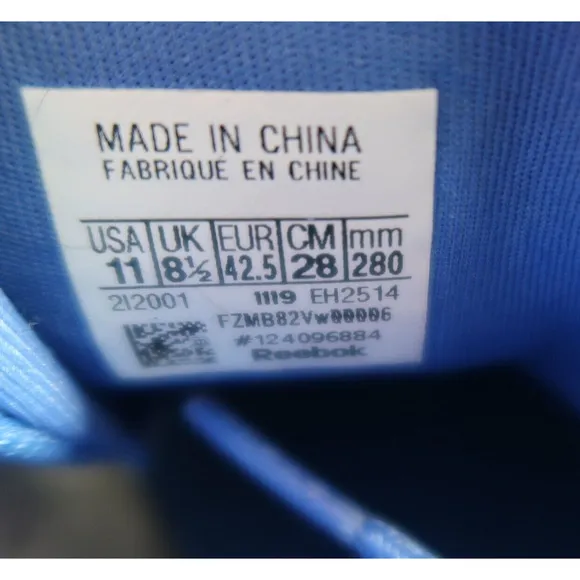 MADE IN CHINA
FABRIQUÉ EN CHINE
USA UK EUR CM mm
11 8½ 42.5 28 280
2I2001 1119 EH2514
FZMB82Vw00006
#124096884
Reebok